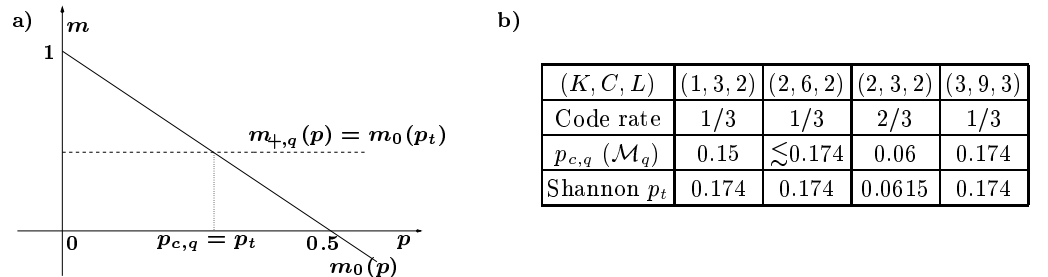 a)
m
1
m+,q(p) = m0(pt)
0
pc,q = pt
0.5
p
m0(p)
b)
(K, C, L) (1, 3, 2) (2, 6, 2) (2, 3, 2) (3, 9, 3)
Code rate 1/3 1/3 2/3 1/3
pc,q (Mq) 0.15 ≲0.174 0.06 0.174
Shannon pt 0.174 0.174 0.0615 0.174